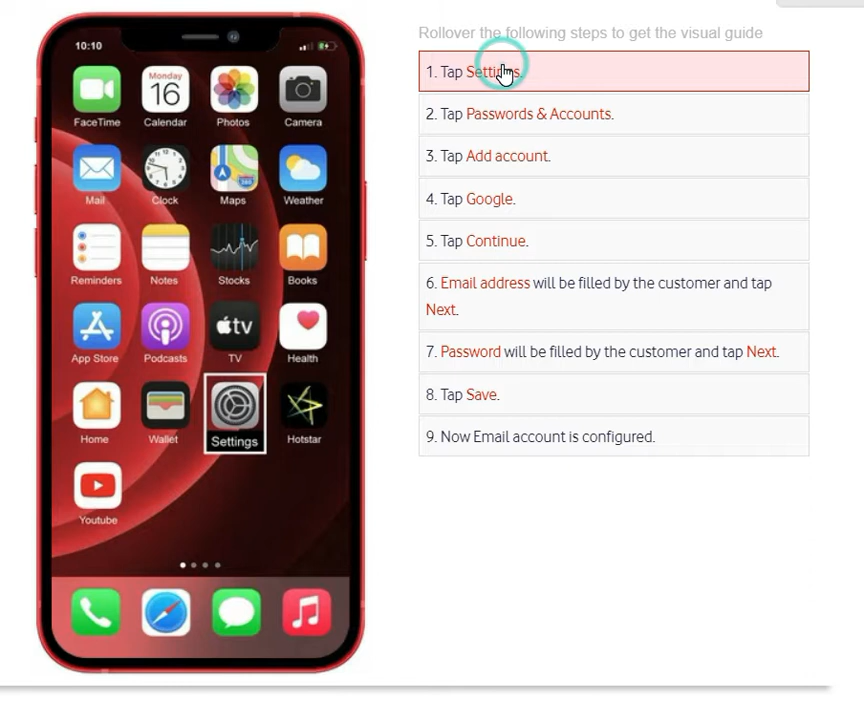 Rollover the following steps to get the visual guide
10:10
Monday
16
FaceTime Calendar Photos Camera
Mail Clock Maps Weather
Reminders Notes Stocks Books
tv
App Store Podcasts TV Health
Home Wallet Settings Hotstar
Youtube
1. Tap Settings.
2. Tap Passwords & Accounts.
3. Tap Add account.
4. Tap Google.
5. Tap Continue.
6. Email address will be filled by the customer and tap
Next.
7. Password will be filled by the customer and tap Next.
8. Tap Save.
9. Now Email account is configured.